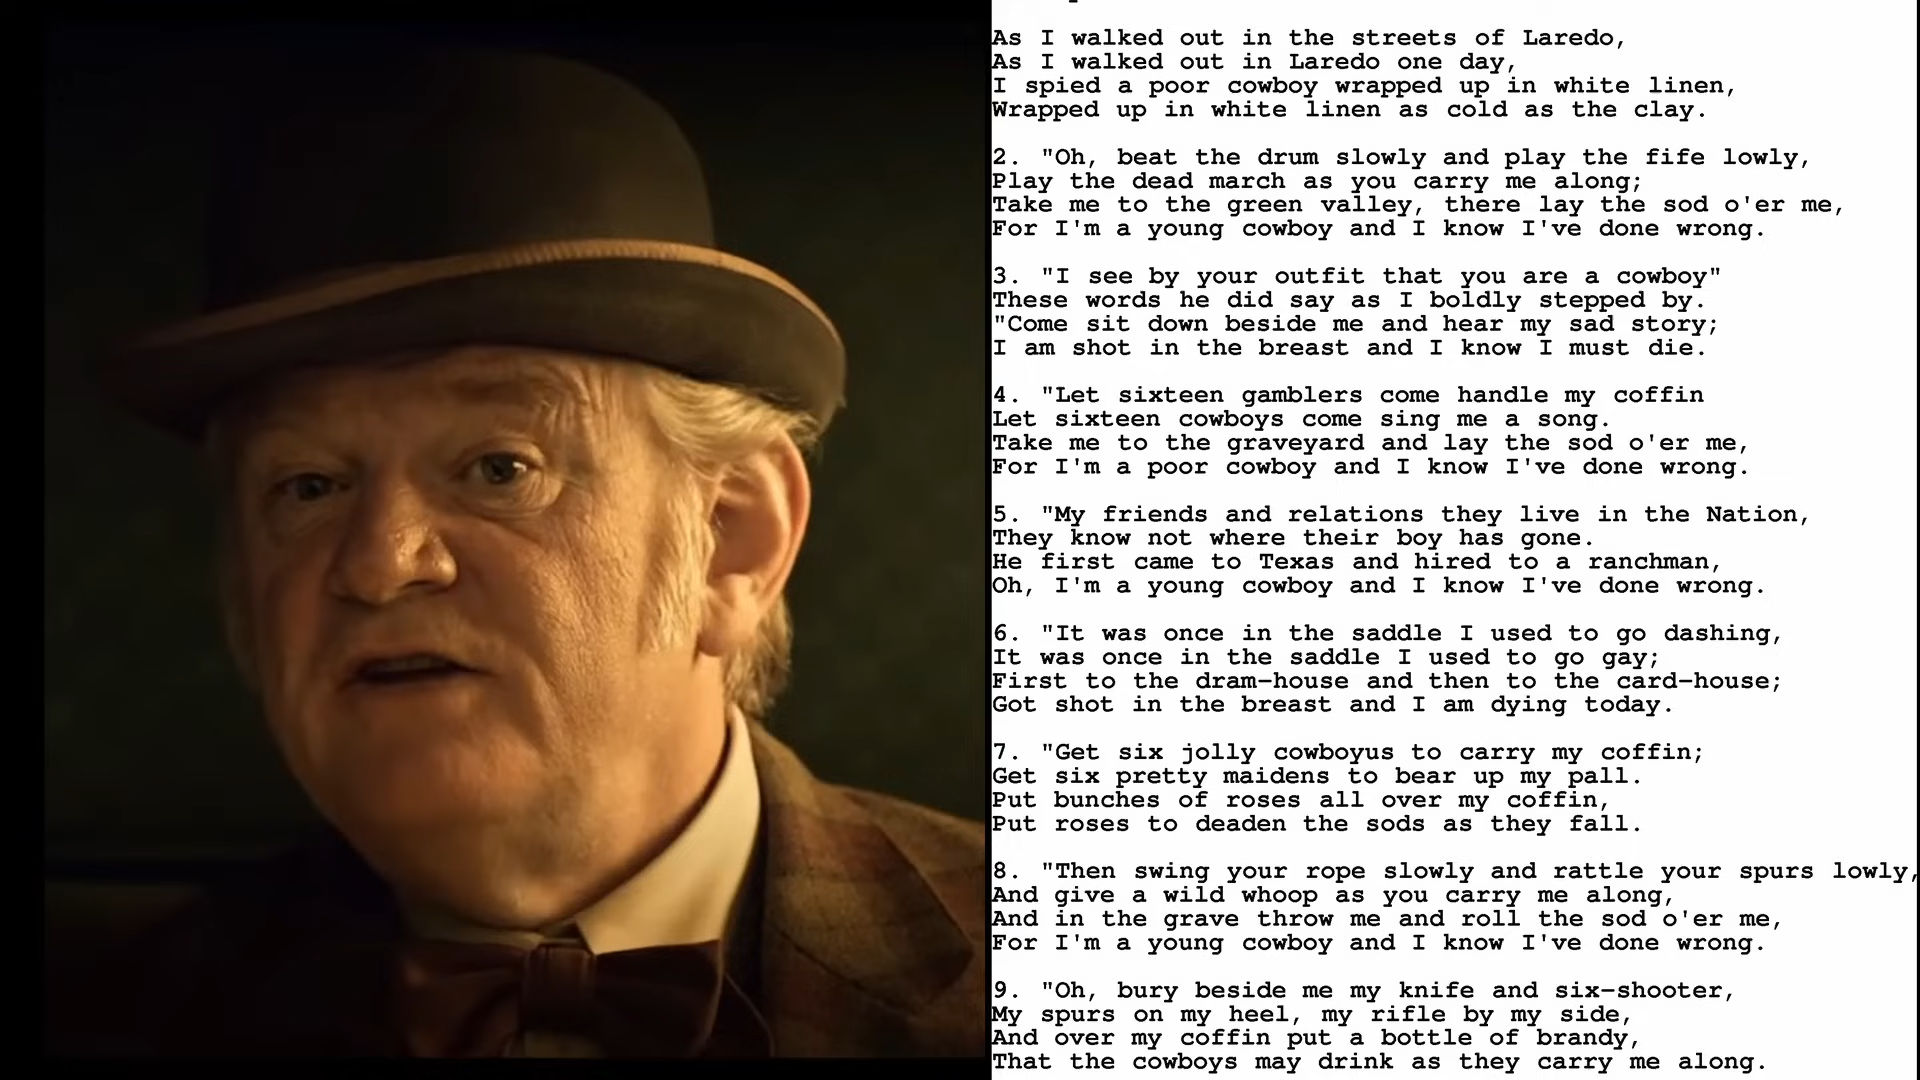 As I walked out in the streets of Laredo,
As I walked out in Laredo one day,
I spied a poor cowboy wrapped up in white linen,
Wrapped up in white linen as cold as the clay.
2. "Oh, beat the drum slowly and play the fife lowly,
Play the dead march as you carry me along;
Take me to the green valley, there lay the sod o'er me,
For I'm a young cowboy and I know I've done wrong.
3. "I see by your outfit that you are a cowboy"
These words he did say as I boldly stepped by.
"Come sit down beside me and hear my sad story;
I am shot in the breast and I know I must die.
4. "Let sixteen gamblers come handle my coffin
Let sixteen cowboys come sing me a song.
Take me to the graveyard and lay the sod o'er me,
For I'm a poor cowboy and I know I've done wrong.
5. "My friends and relations they live in the Nation,
They know not where their boy has gone.
He first came to Texas and hired to a ranchman,
Oh, I'm a young cowboy and I know I've done wrong.
6. "It was once in the saddle I used to go dashing,
It was once in the saddle I used to go gay;
First to the dram-house and then to the card-house;
Got shot in the breast and I am dying today.
7. "Get six jolly cowboyus to carry my coffin;
Get six pretty maidens to bear up my pall.
Put bunches of roses all over my coffin,
Put roses to deaden the sods as they fall.
8. "Then swing your rope slowly and rattle your spurs lowly,
And give a wild whoop as you carry me along,
And in the grave throw me and roll the sod o'er me,
For I'm a young cowboy and I know I've done wrong.
9. "Oh, bury beside me my knife and six-shooter,
My spurs on my heel, my rifle by my side,
And over my coffin put a bottle of brandy,
That the cowboys may drink as they carry me along.